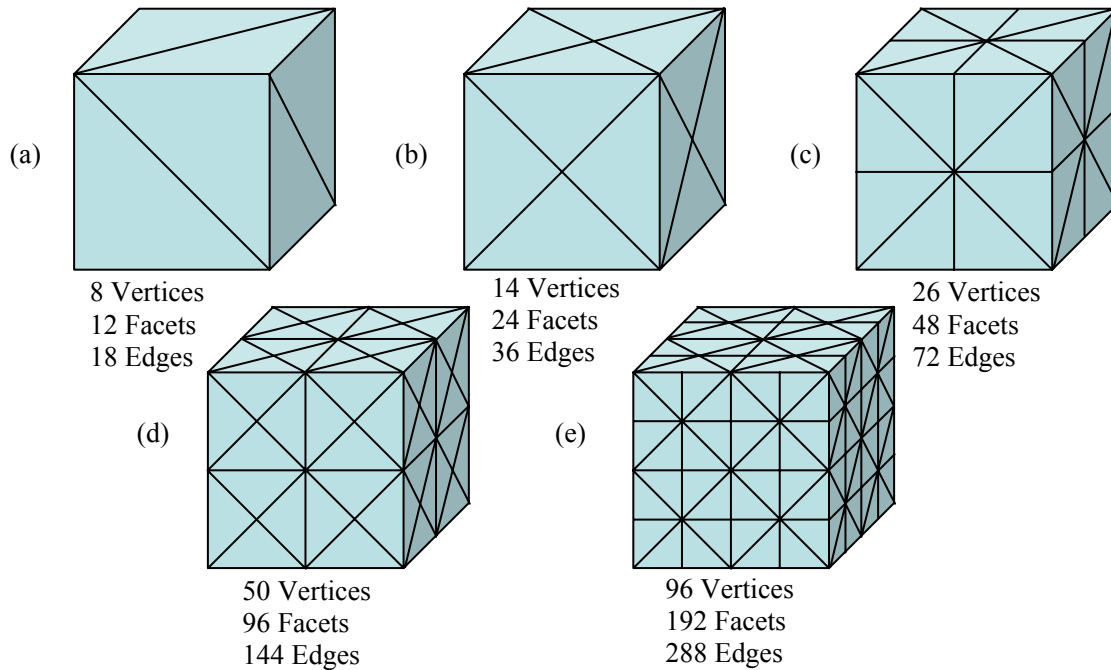 (a)
8 Vertices
12 Facets
18 Edges
(b)
14 Vertices
24 Facets
36 Edges
(c)
26 Vertices
48 Facets
72 Edges
(d)
50 Vertices
96 Facets
144 Edges
(e)
96 Vertices
192 Facets
288 Edges